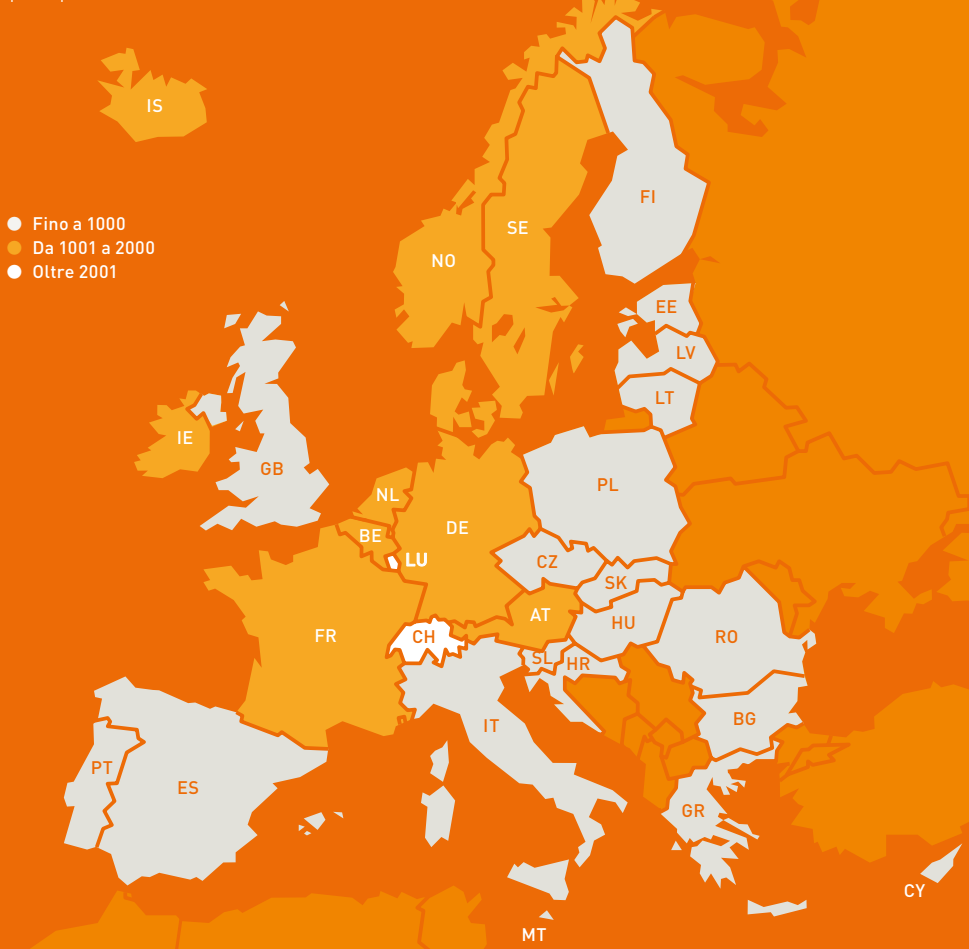 IS
Fino a 1000
Da 1001 a 2000
Oltre 2001
FI
SE
NO
EE
LV
LT
IE
GB
NL
BE
DE
LU
PL
CZ
SK
AT
HU
FR
CH
SL
HR
RO
BG
IT
PT
ES
GR
CY
MT